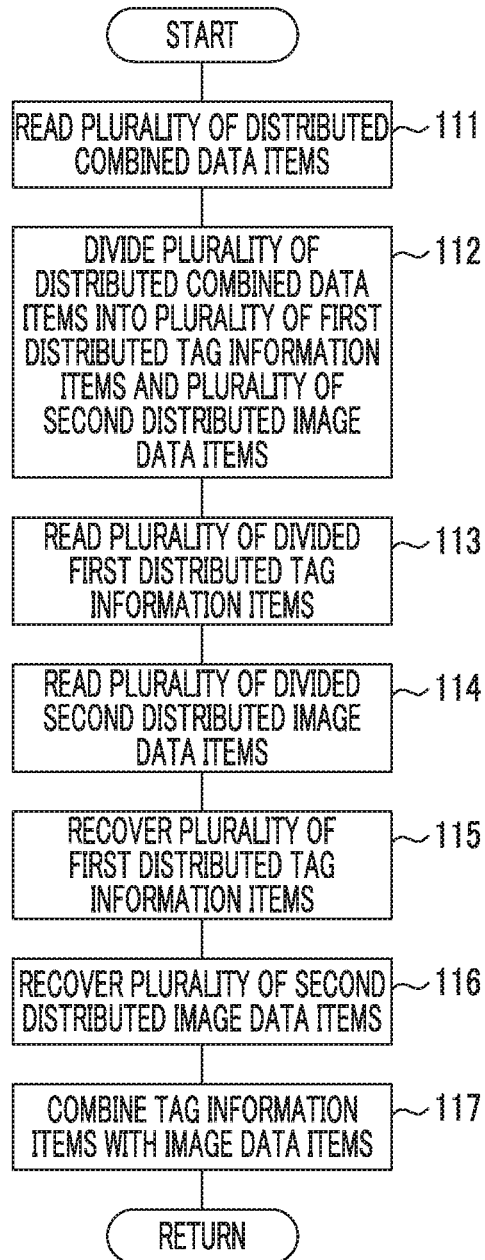 START
READ PLURALITY OF DISTRIBUTED
COMBINED DATA ITEMS
111
DIVIDE PLURALITY OF
DISTRIBUTED COMBINED DATA
ITEMS INTO PLURALITY OF FIRST
DISTRIBUTED TAG INFORMATION
ITEMS AND PLURALITY OF
SECOND DISTRIBUTED IMAGE
DATA ITEMS
112
READ PLURALITY OF DIVIDED
FIRST DISTRIBUTED TAG
INFORMATION ITEMS
113
READ PLURALITY OF DIVIDED
SECOND DISTRIBUTED IMAGE
DATA ITEMS
114
RECOVER PLURALITY OF
FIRST DISTRIBUTED TAG
INFORMATION ITEMS
115
RECOVER PLURALITY OF SECOND
DISTRIBUTED IMAGE DATA ITEMS
116
COMBINE TAG INFORMATION
ITEMS WITH IMAGE DATA ITEMS
117
RETURN